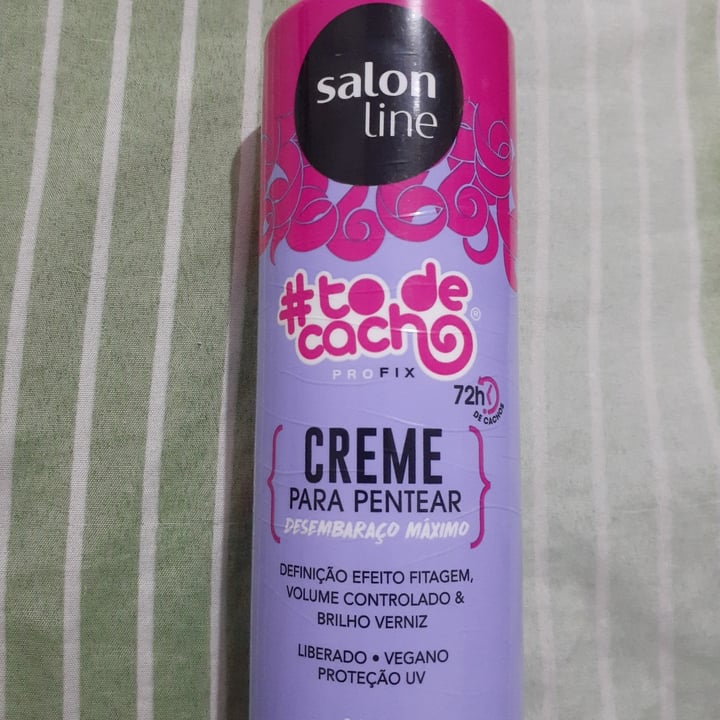 salon
line
#to de
cacho®
PROFIX
72h
DE CACHOS
CREME
PARA PENTEAR
DESEMBARAÇO MÁXIMO
DEFINIÇÃO EFEITO FITAGEM,
VOLUME CONTROLADO &
BRILHO VERNIZ
LIBERADO • VEGANO
PROTEÇÃO UV